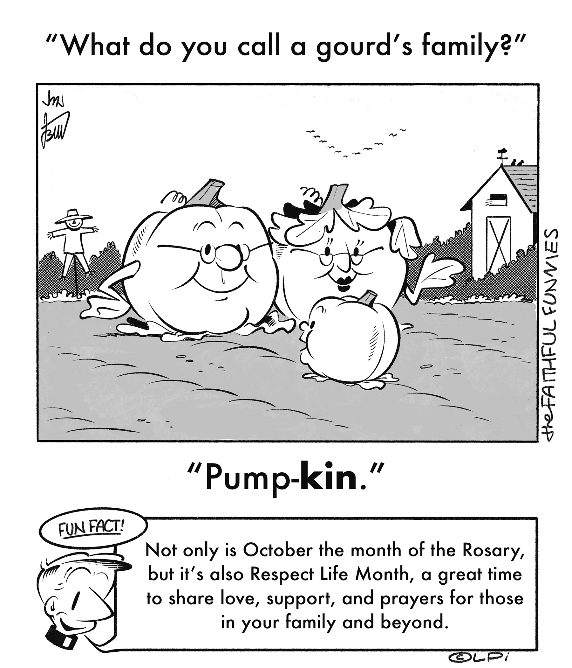 “What do you call a gourd’s family?”
the FAITHFUL FUNNIES
“Pump-kin.”
FUN FACT!
Not only is October the month of the Rosary,
but it’s also Respect Life Month, a great time
to share love, support, and prayers for those
in your family and beyond.
©LPi